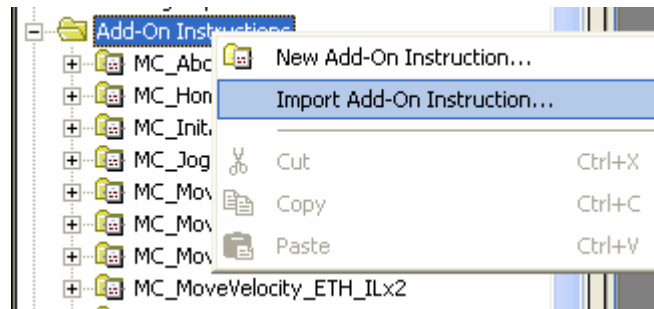 Add-On Instructions
MC_Abo
New Add-On Instruction...
MC_Hon
Import Add-On Instruction...
MC_Init
MC_Jog
Cut Ctrl+X
MC_Mov
Copy Ctrl+C
MC_Mov
MC_Mov
Paste Ctrl+V
MC_MoveVelocity_ETH_ILx2